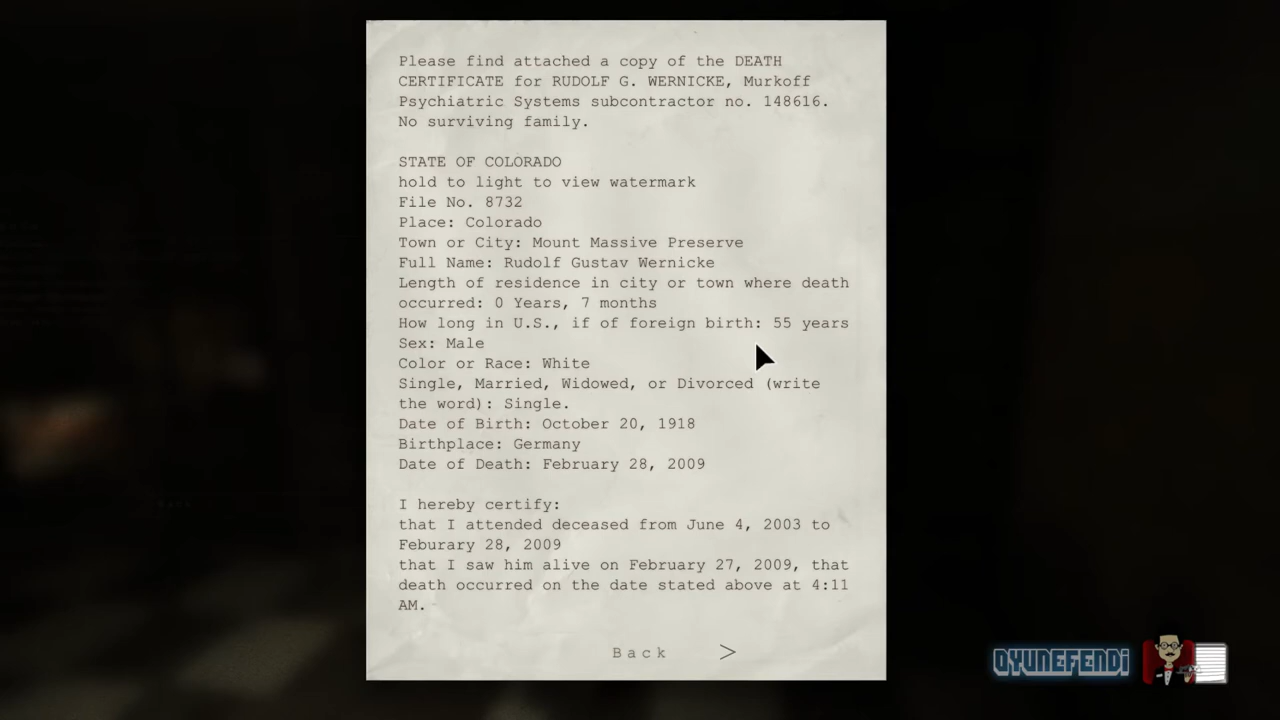 Please find attached a copy of the DEATH
CERTIFICATE for RUDOLF G. WERNICKE, Murkoff
Psychiatric Systems subcontractor no. 148616.
No surviving family.
STATE OF COLORADO
hold to light to view watermark
File No. 8732
Place: Colorado
Town or City: Mount Massive Preserve
Full Name: Rudolf Gustav Wernicke
Length of residence in city or town where death
occurred: 0 Years, 7 months
How long in U.S., if of foreign birth: 55 years
Sex: Male
Color or Race: White
Single, Married, Widowed, or Divorced (write
the word): Single.
Date of Birth: October 20, 1918
Birthplace: Germany
Date of Death: February 28, 2009
I hereby certify:
that I attended deceased from June 4, 2003 to
Feburary 28, 2009
that I saw him alive on February 27, 2009, that
death occurred on the date stated above at 4:11
AM.
Back >
OYUNEFENDİ